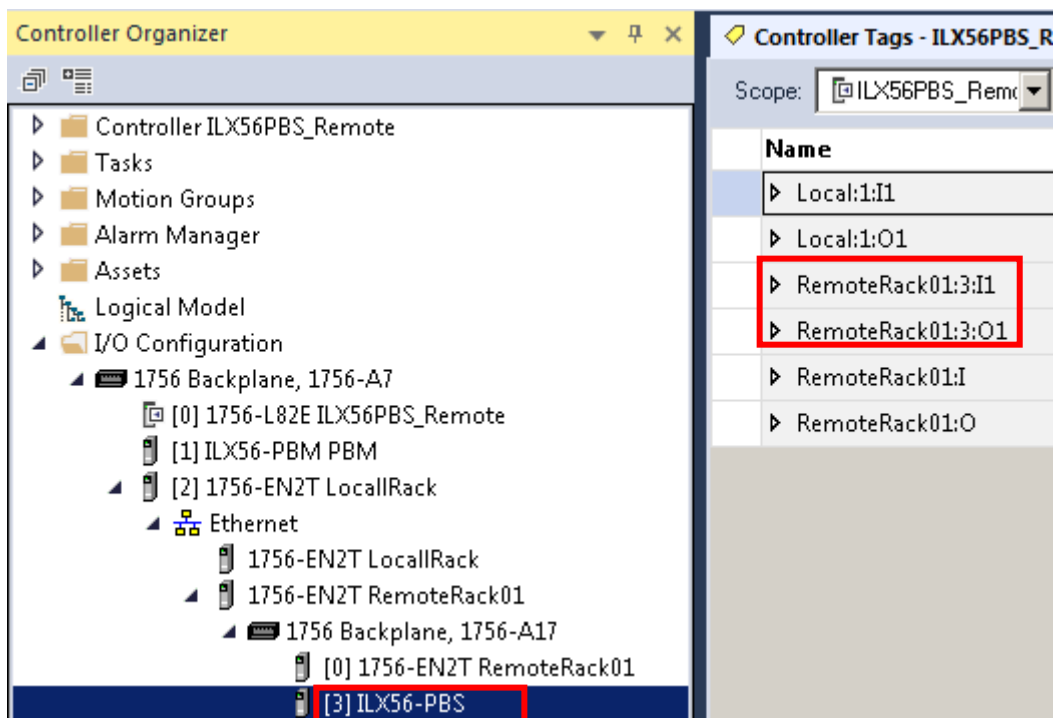 Controller Organizer
Controller ILX56PBS_Remote
Tasks
Motion Groups
Alarm Manager
Assets
Logical Model
I/O Configuration
1756 Backplane, 1756-A7
[0] 1756-L82E ILX56PBS_Remote
[1] ILX56-PBM PBM
[2] 1756-EN2T LocallRack
Ethernet
1756-EN2T LocallRack
1756-EN2T RemoteRack01
1756 Backplane, 1756-A17
[0] 1756-EN2T RemoteRack01
[3] ILX56-PBS
Controller Tags - ILX56PBS_R
Scope: ILX56PBS_Remo
Name
Local:1:I1
Local:1:O1
RemoteRack01:3:I1
RemoteRack01:3:O1
RemoteRack01:I
RemoteRack01:O